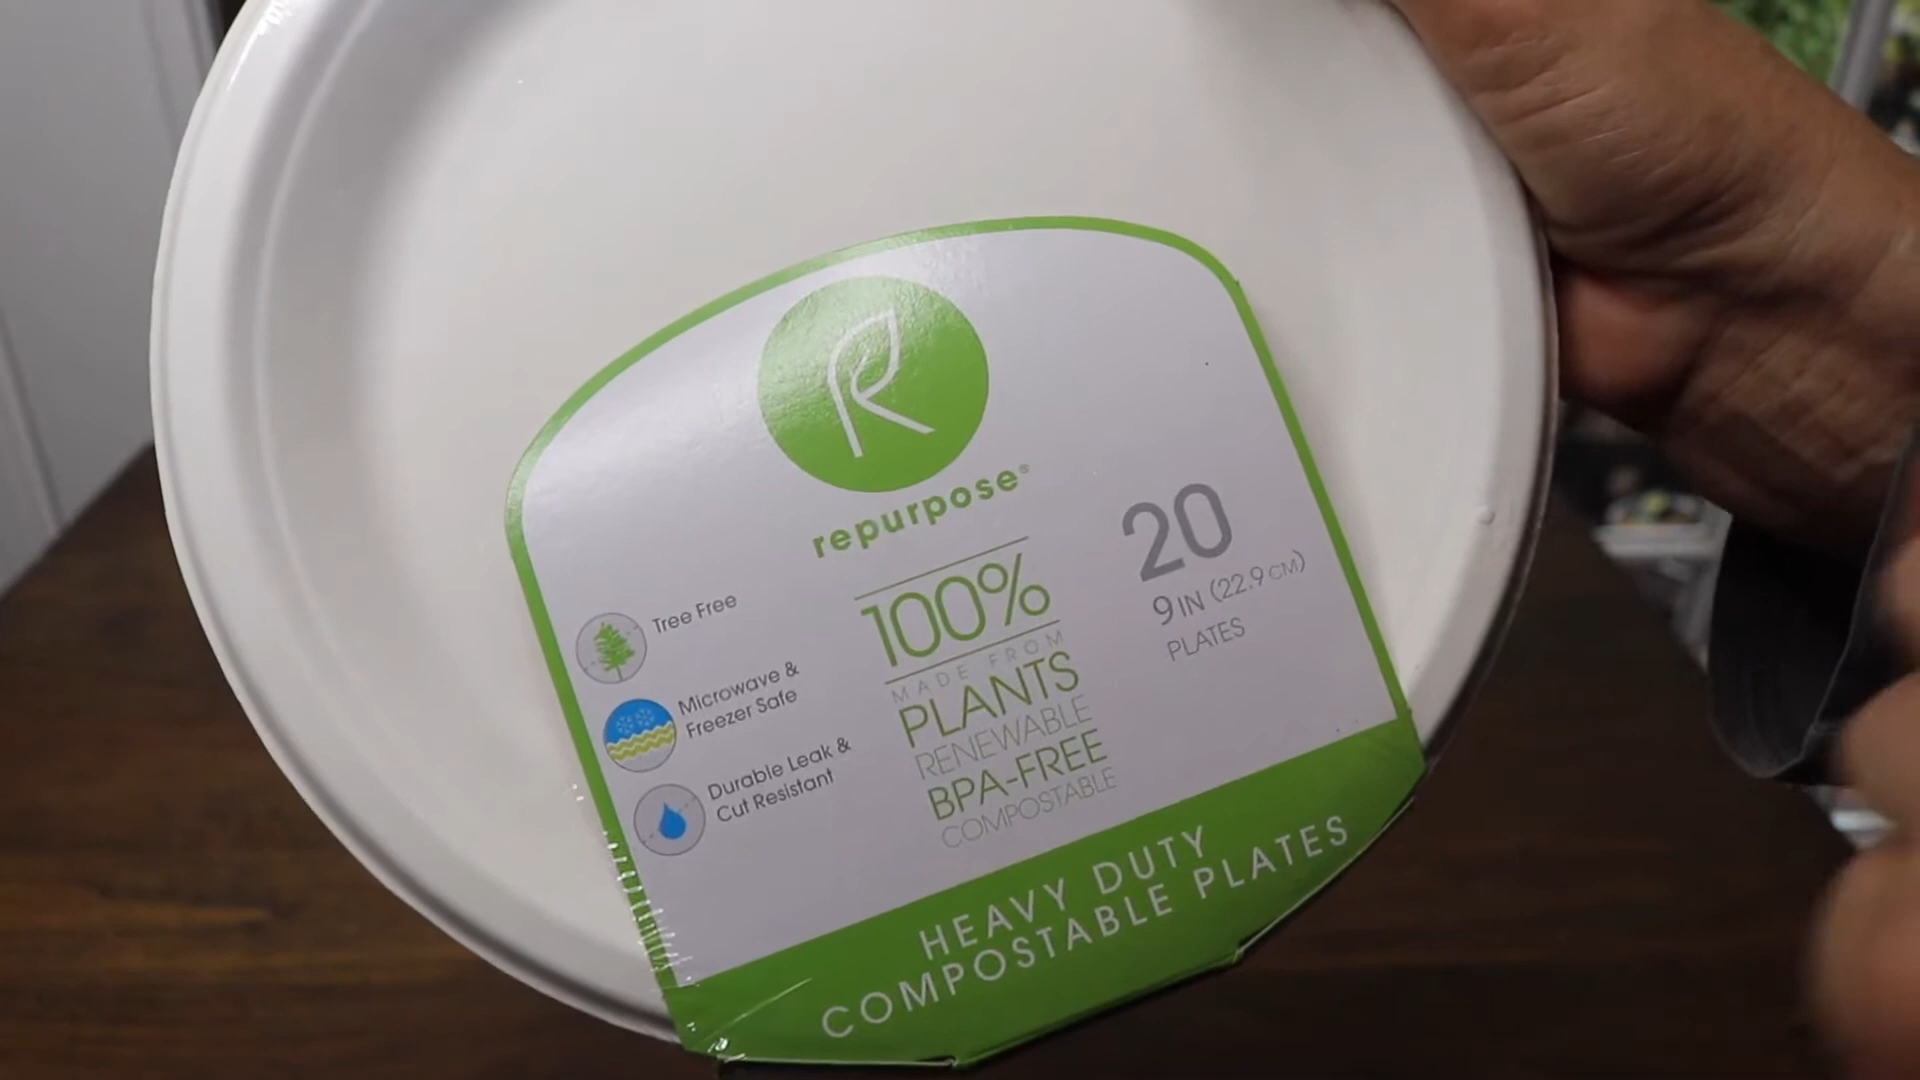 R
repurpose®
Tree Free
Microwave &
Freezer Safe
Durable Leak &
Cut Resistant
100%
MADE FROM
PLANTS
RENEWABLE
BPA-FREE
COMPOSTABLE
20
9 IN (22.9 CM)
PLATES
HEAVY DUTY
COMPOSTABLE PLATES